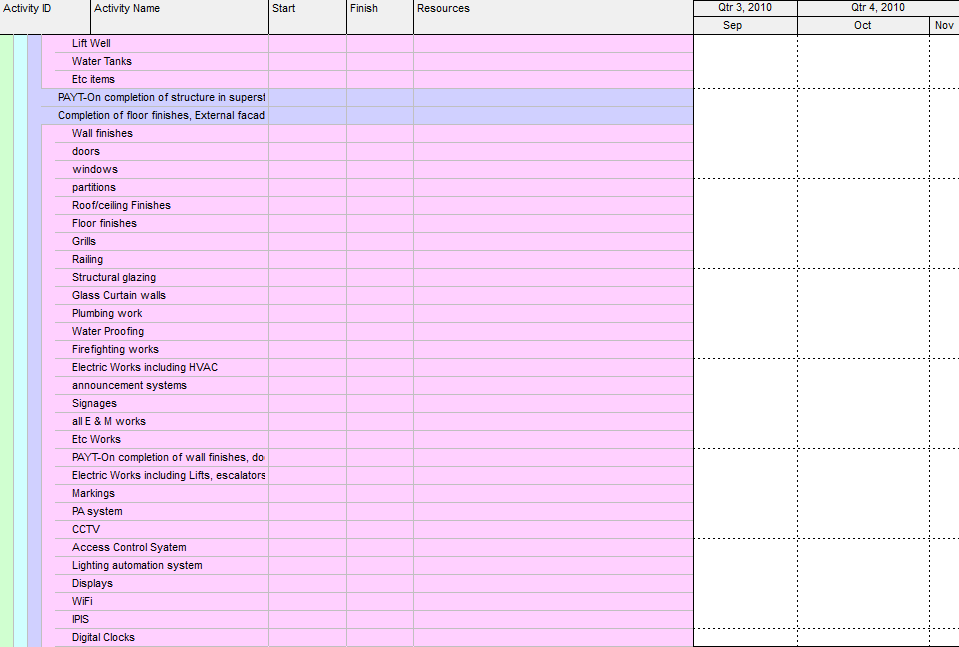 Activity ID Activity Name Start Finish Resources Qtr 3, 2010 Qtr 4, 2010
Sep Oct Nov
Lift Well
Water Tanks
Etc items
PAYT-On completion of structure in superst
Completion of floor finishes, External facad
Wall finishes
doors
windows
partitions
Roof/ceiling Finishes
Floor finishes
Grills
Railing
Structural glazing
Glass Curtain walls
Plumbing work
Water Proofing
Firefighting works
Electric Works including HVAC
announcement systems
Signages
all E & M works
Etc Works
PAYT-On completion of wall finishes, do
Electric Works including Lifts, escalators
Markings
PA system
CCTV
Access Control Syatem
Lighting automation system
Displays
WiFi
IPIS
Digital Clocks